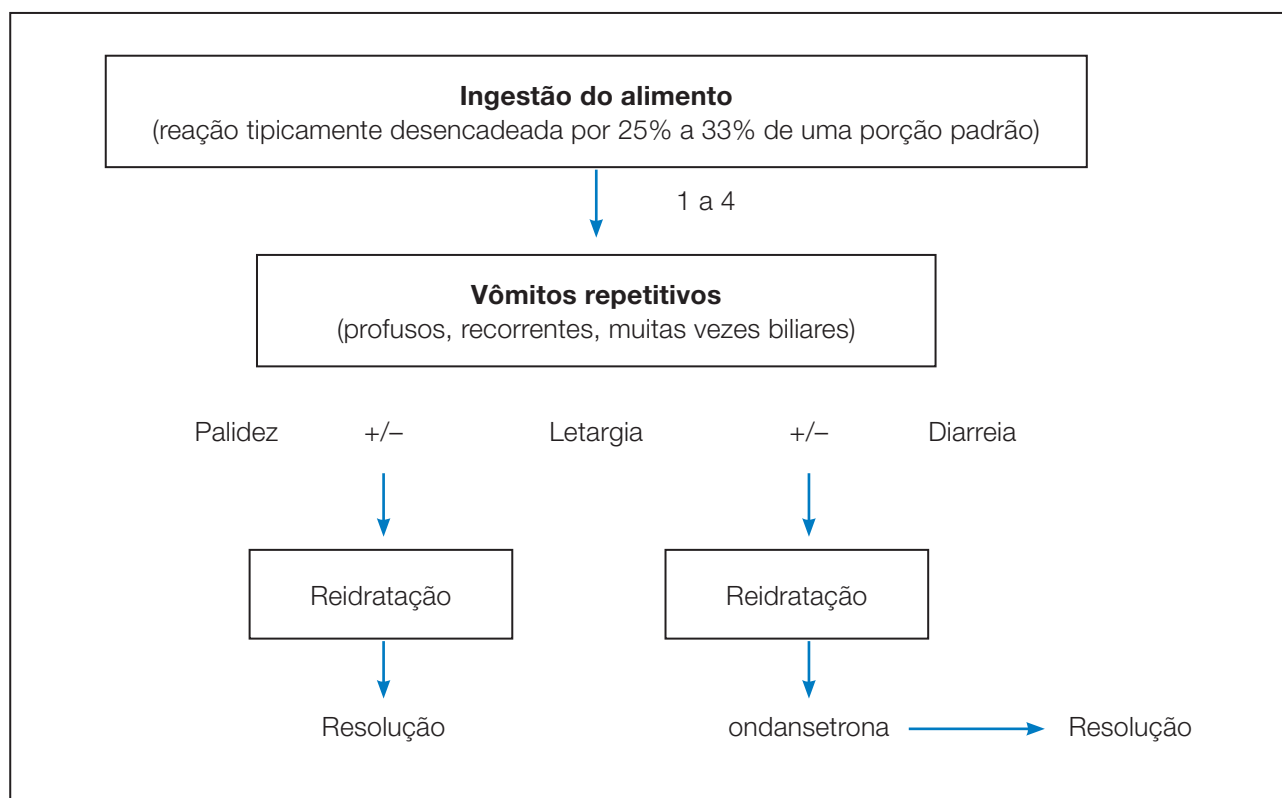 Ingestão do alimento
(reação tipicamente desencadeada por 25% a 33% de uma porção padrão)
1 a 4
Vômitos repetitivos
(profusos, recorrentes, muitas vezes biliares)
Palidez +/– Letargia +/– Diarreia
Reidratação Reidratação
Resolução ondansetrona Resolução